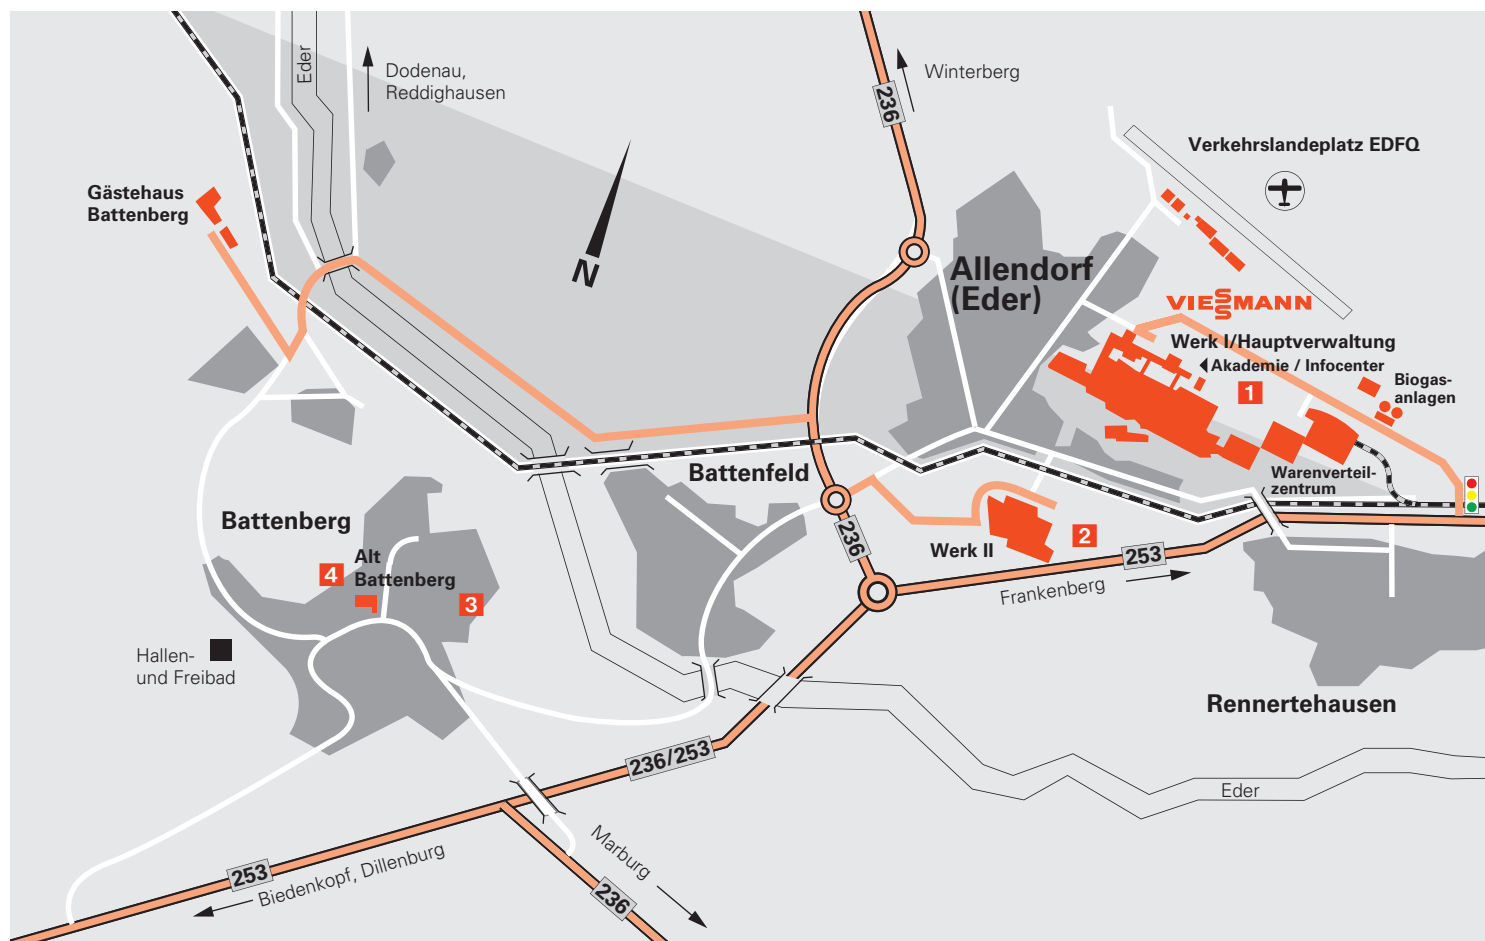 Eder
Dodenau,
Reddighausen
236
Winterberg
Verkehrslandeplatz EDFQ
Gästehaus
Battenberg
N
Allendorf
(Eder)
VIESSMANN
Werk I/Hauptverwaltung
Akademie / Infocenter
1
Biogas-
anlagen
Battenfeld
Warenverteil-
zentrum
Battenberg
236
Werk II
2
253
Frankenberg
4
Alt
Battenberg
3
Hallen-
und Freibad
Rennertehausen
236/253
Eder
Marburg
253
Biedenkopf, Dillenburg
236